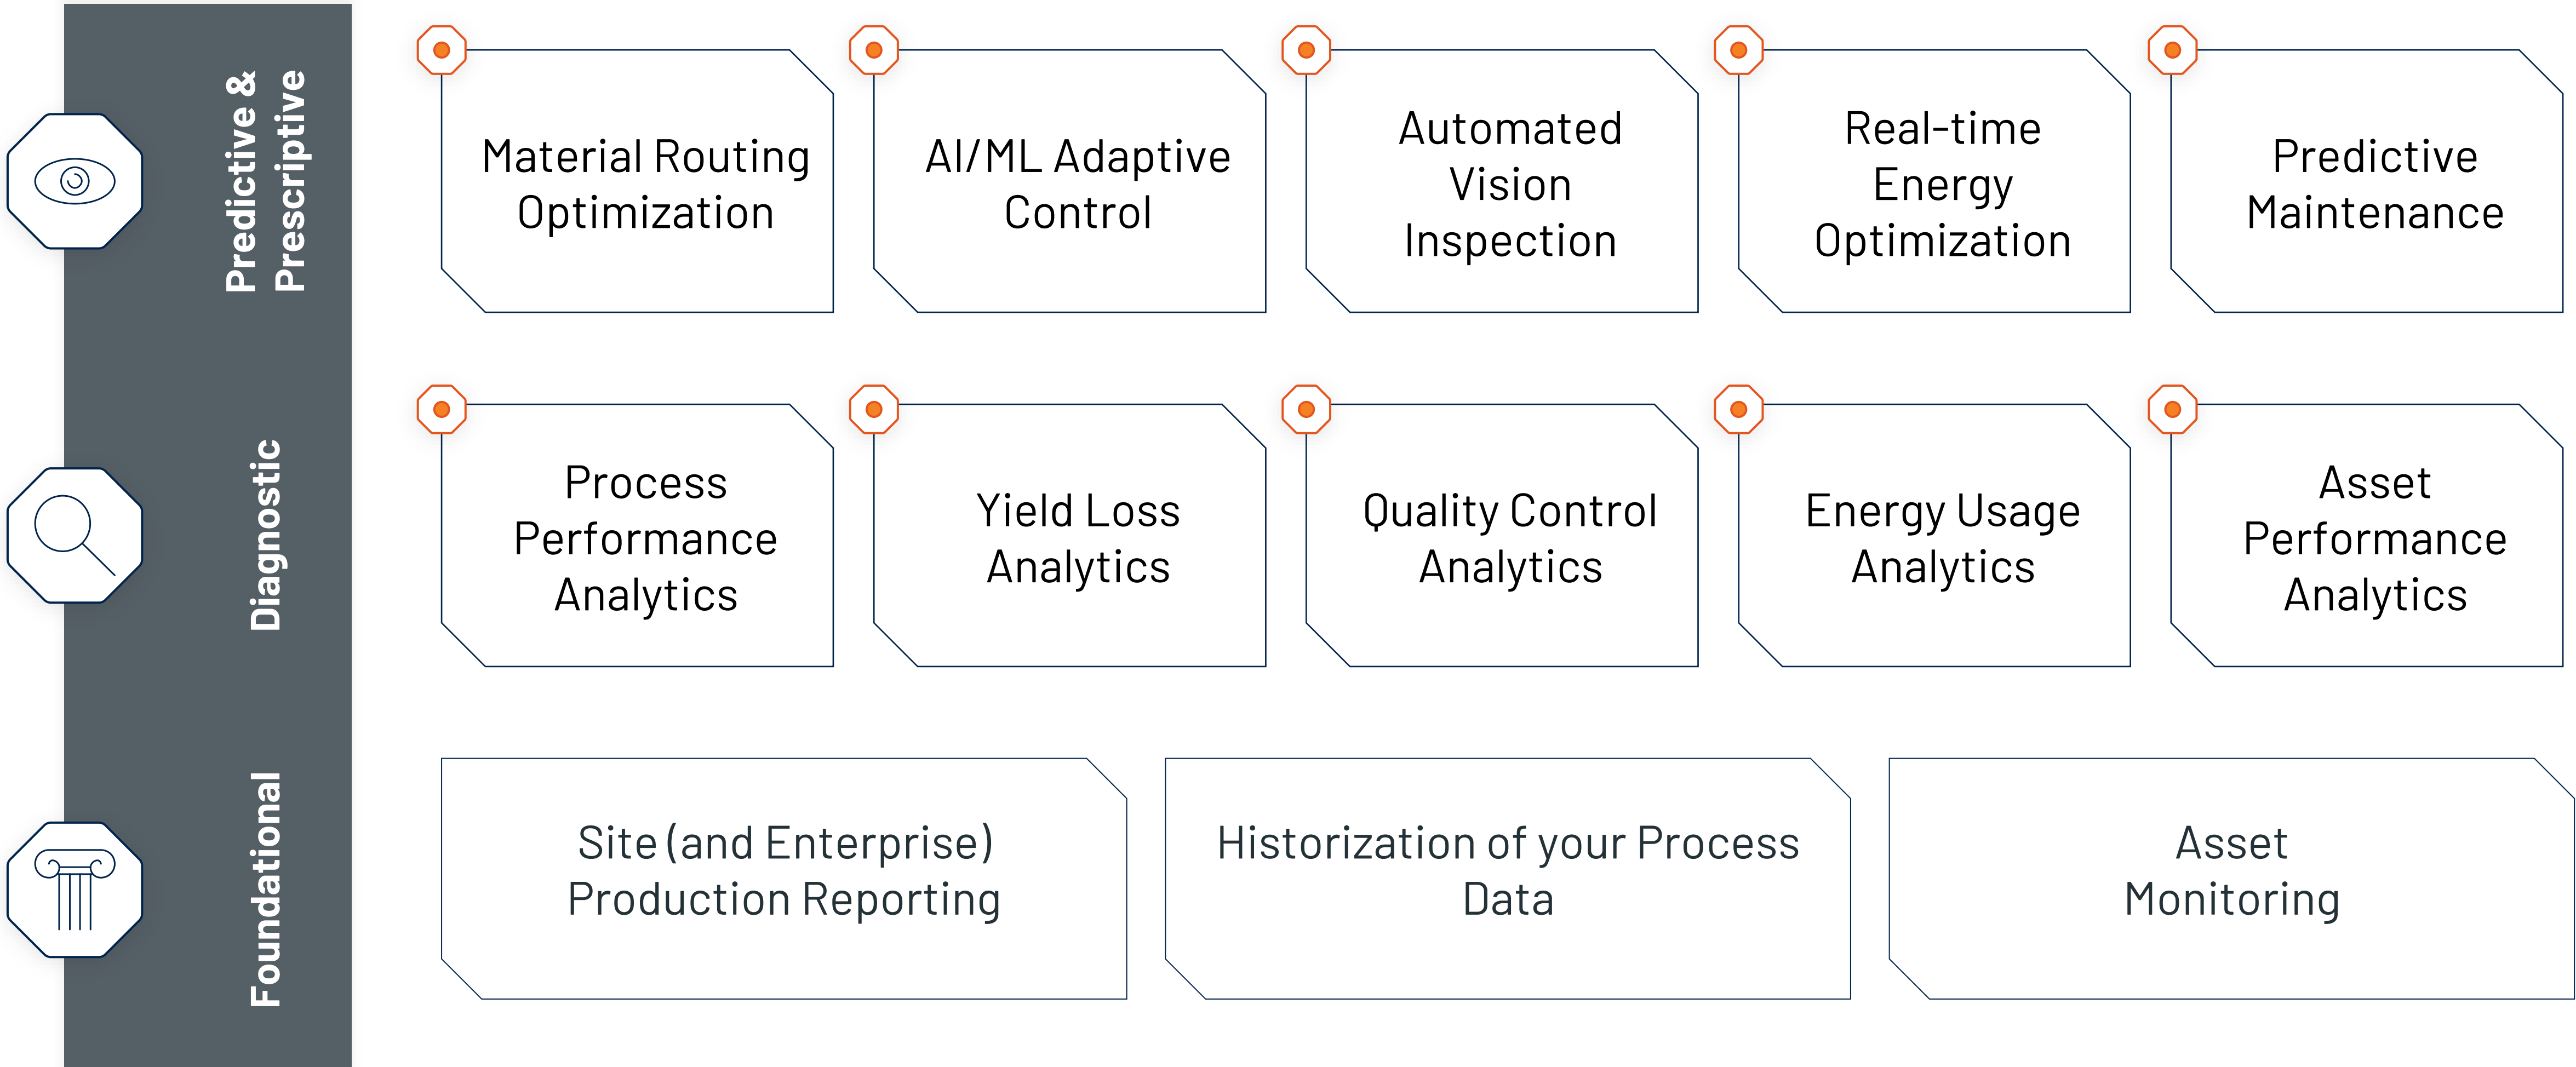 Predictive &
Prescriptive
Material Routing
Optimization
AI/ML Adaptive
Control
Automated
Vision
Inspection
Real-time
Energy
Optimization
Predictive
Maintenance
Diagnostic
Process
Performance
Analytics
Yield Loss
Analytics
Quality Control
Analytics
Energy Usage
Analytics
Asset
Performance
Analytics
Foundational
Site (and Enterprise)
Production Reporting
Historization of your Process
Data
Asset
Monitoring